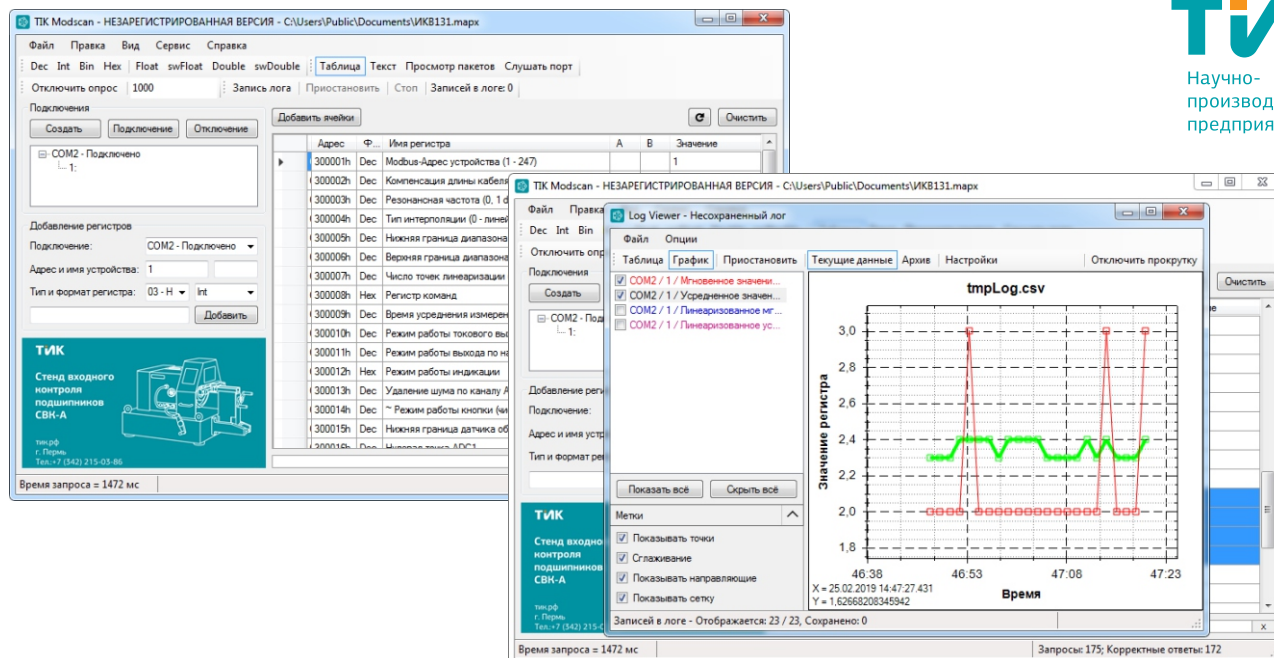 TIK Modscan - НЕЗАРЕГИСТРИРОВАННАЯ ВЕРСИЯ - C:\Users\Public\Documents\ИКВ131.mapx
Файл Правка Вид Сервис Справка
Dec Int Bin Hex Float swFloat Double swDouble Таблица Текст Просмотр пакетов Слушать порт
Отключить опрос 1000 Запись лога Приостановить Стоп Записей в логе: 0
Подключения
Создать Подключение Отключение
COM2 - Подключено
1:
Добавление регистров
Подключение: COM2 - Подключено
Адрес и имя устройства: 1
Тип и формат регистра: 03 - H Int
Добавить
ТИК
Стенд входного
контроля
подшипников
СВК-А
тик.рф
г. Пермь
Тел.:+7 (342) 215-03-86
Время запроса = 1472 мс
Добавить ячейки Очистить
Адрес Ф... Имя регистра A B Значение
300001h Dec Modbus-Адрес устройства (1 - 247) 1
300002h Dec Компенсация длины кабеля
300003h Dec Резонансная частота (0, 1 d
300004h Dec Тип интерполяции (0 - линей
300005h Dec Нижняя граница диапазона
300006h Dec Верхняя граница диапазона
300007h Dec Число точек линеаризации
300008h Hex Регистр команд
300009h Dec Время усреднения измерен
300010h Dec Режим работы токового вы
300011h Dec Режим работы выхода по на
300012h Hex Режим работы индикации
300013h Dec Удаление шума по каналу А
300014h Dec ~ Режим работы кнопки (чи
300015h Dec Нижняя граница датчика об
300016h Dec Нулевая точка ADC1
ТИК
Научно-
производ
предприя
TIK Modscan - НЕЗАРЕГИСТРИРОВАННАЯ ВЕРСИЯ - C:\Users\Public\Documents\ИКВ131.mapx
Файл Правка
Dec Int Bin
Отключить опр
Подключения
Создать
COM2 - Под
1:
Добавление реги
Подключение:
Адрес и имя устр
Тип и формат рег
ТИК
Стенд входно
контроля
подшипников
СВК-А
тик.рф
г. Пермь
Тел.:+7 (342) 215-0
Очистить
ие
x
Время запроса = 1472 мс
Запросы: 175; Корректные ответы: 172
Log Viewer - Несохраненный лог
Файл Опции
Таблица График Приостановить Текущие данные Архив Настройки Отключить прокрутку
COM2 / 1 / Мгновенное значени...
COM2 / 1 / Усредненное значен...
COM2 / 1 / Линеаризованное мг...
COM2 / 1 / Линеаризованное ус...
Показать всё Скрыть всё
Метки
Показывать точки
Сглаживание
Показывать направляющие
Показывать сетку
tmpLog.csv
Значение регистра
3,0
2,8
2,6
2,4
2,2
2,0
1,8
46:38 46:53 47:08 47:23
Время
X = 25.02.2019 14:47:27.431
Y = 1,62668208345942
Записей в логе - Отображается: 23 / 23, Сохранено: 0